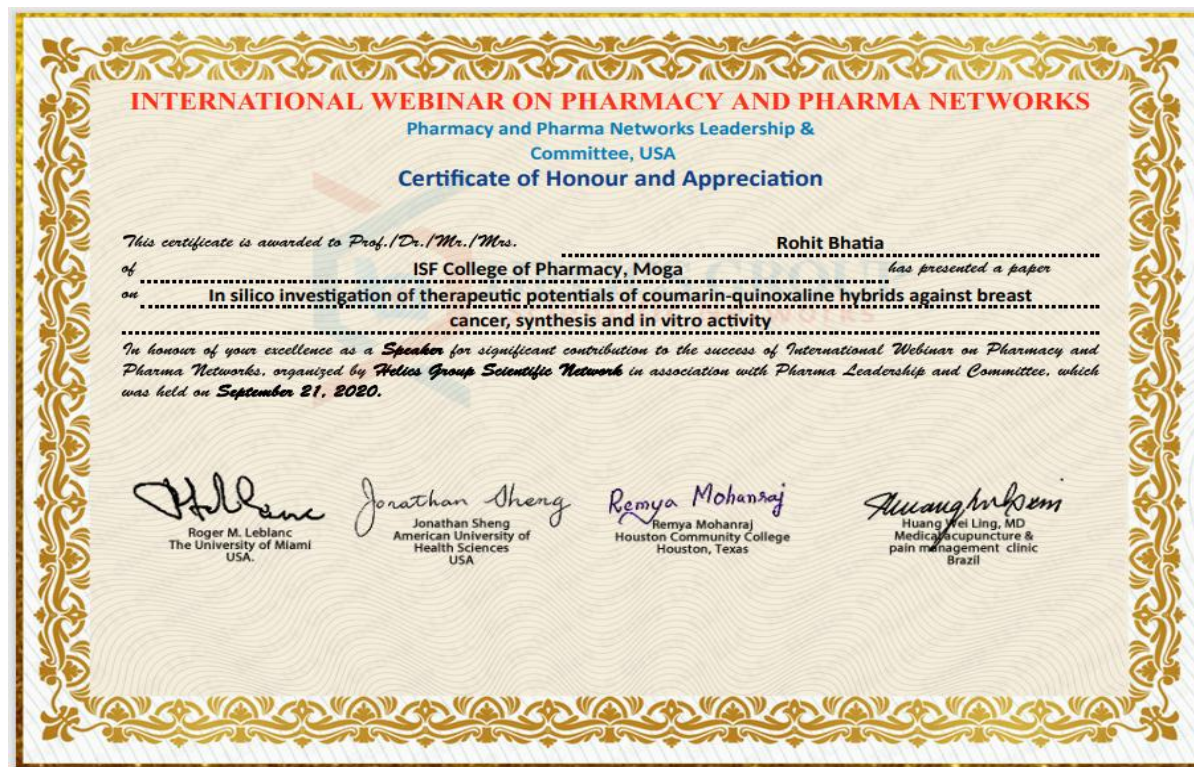 INTERNATIONAL WEBINAR ON PHARMACY AND PHARMA NETWORKS
Pharmacy and Pharma Networks Leadership &
Committee, USA
Certificate of Honour and Appreciation
This certificate is awarded to Prof./Dr./Mr./Mrs. Rohit Bhatia
of ISF College of Pharmacy, Moga has presented a paper
on In silico investigation of therapeutic potentials of coumarin-quinoxaline hybrids against breast
cancer, synthesis and in vitro activity
In honour of your excellence as a Speaker for significant contribution to the success of International Webinar on Pharmacy and
Pharma Networks, organized by Helics Group Scientific Network in association with Pharma Leadership and Committee, which
was held on September 21, 2020.
Jonathan Sheng
Remya Mohanraj
Roger M. Leblanc
The University of Miami
USA.
Jonathan Sheng
American University of
Health Sciences
USA
Remya Mohanraj
Houston Community College
Houston, Texas
Huang Wei Ling, MD
Medical acupuncture &
pain management clinic
Brazil